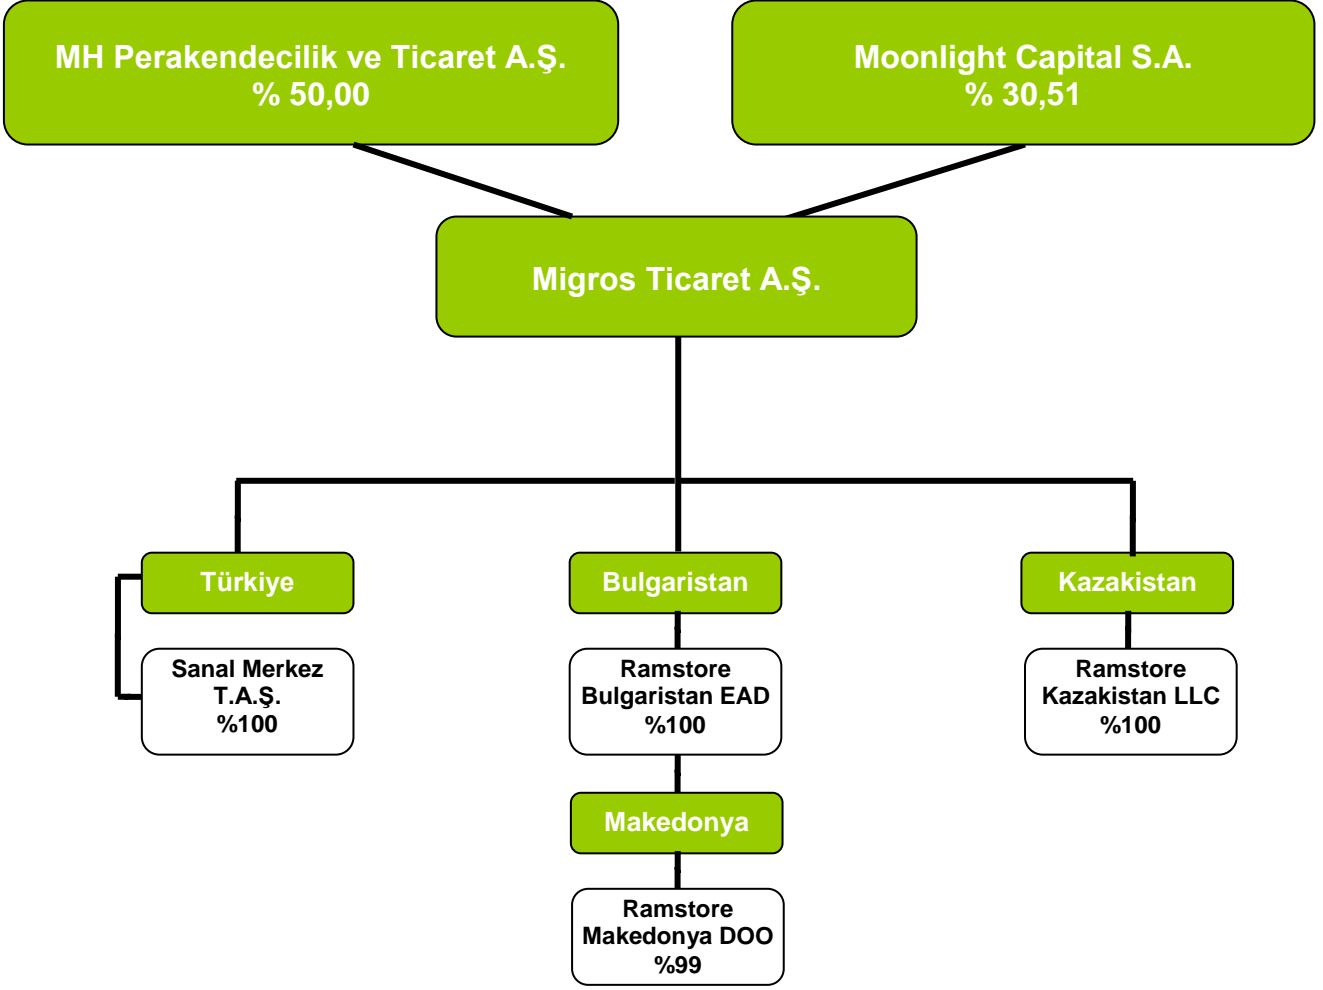 MH Perakendecilik ve Ticaret A.Ş.
% 50,00
Moonlight Capital S.A.
% 30,51
Migros Ticaret A.Ş.
Türkiye
Bulgaristan
Kazakistan
Sanal Merkez
T.A.Ş.
%100
Ramstore
Bulgaristan EAD
%100
Ramstore
Kazakistan LLC
%100
Makedonya
Ramstore
Makedonya DOO
%99